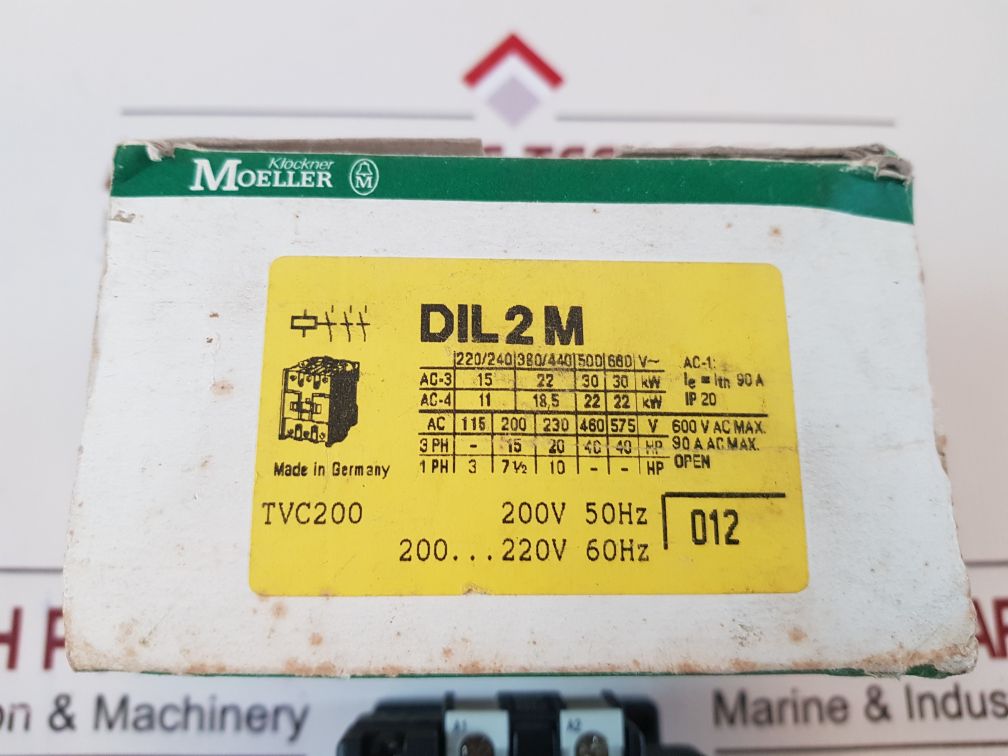 Klockner
MOELLER M
DIL 2 M
220/240 380/440 500 660 V~
AC-3 15 22 30 30 kW
AC-4 11 18,5 22 22 kW
AC-1:
Ie = Ith 90 A
IP 20
AC 115 200 230 460 575 V
3 PH - 15 20 40 40 HP
1 PH 3 7½ 10 - - HP
600 V AC MAX.
90 A AC MAX.
OPEN
Made in Germany
TVC200 200V 50Hz
200...220V 60Hz
012
on & Machinery
Marine & Indus
A1 A2